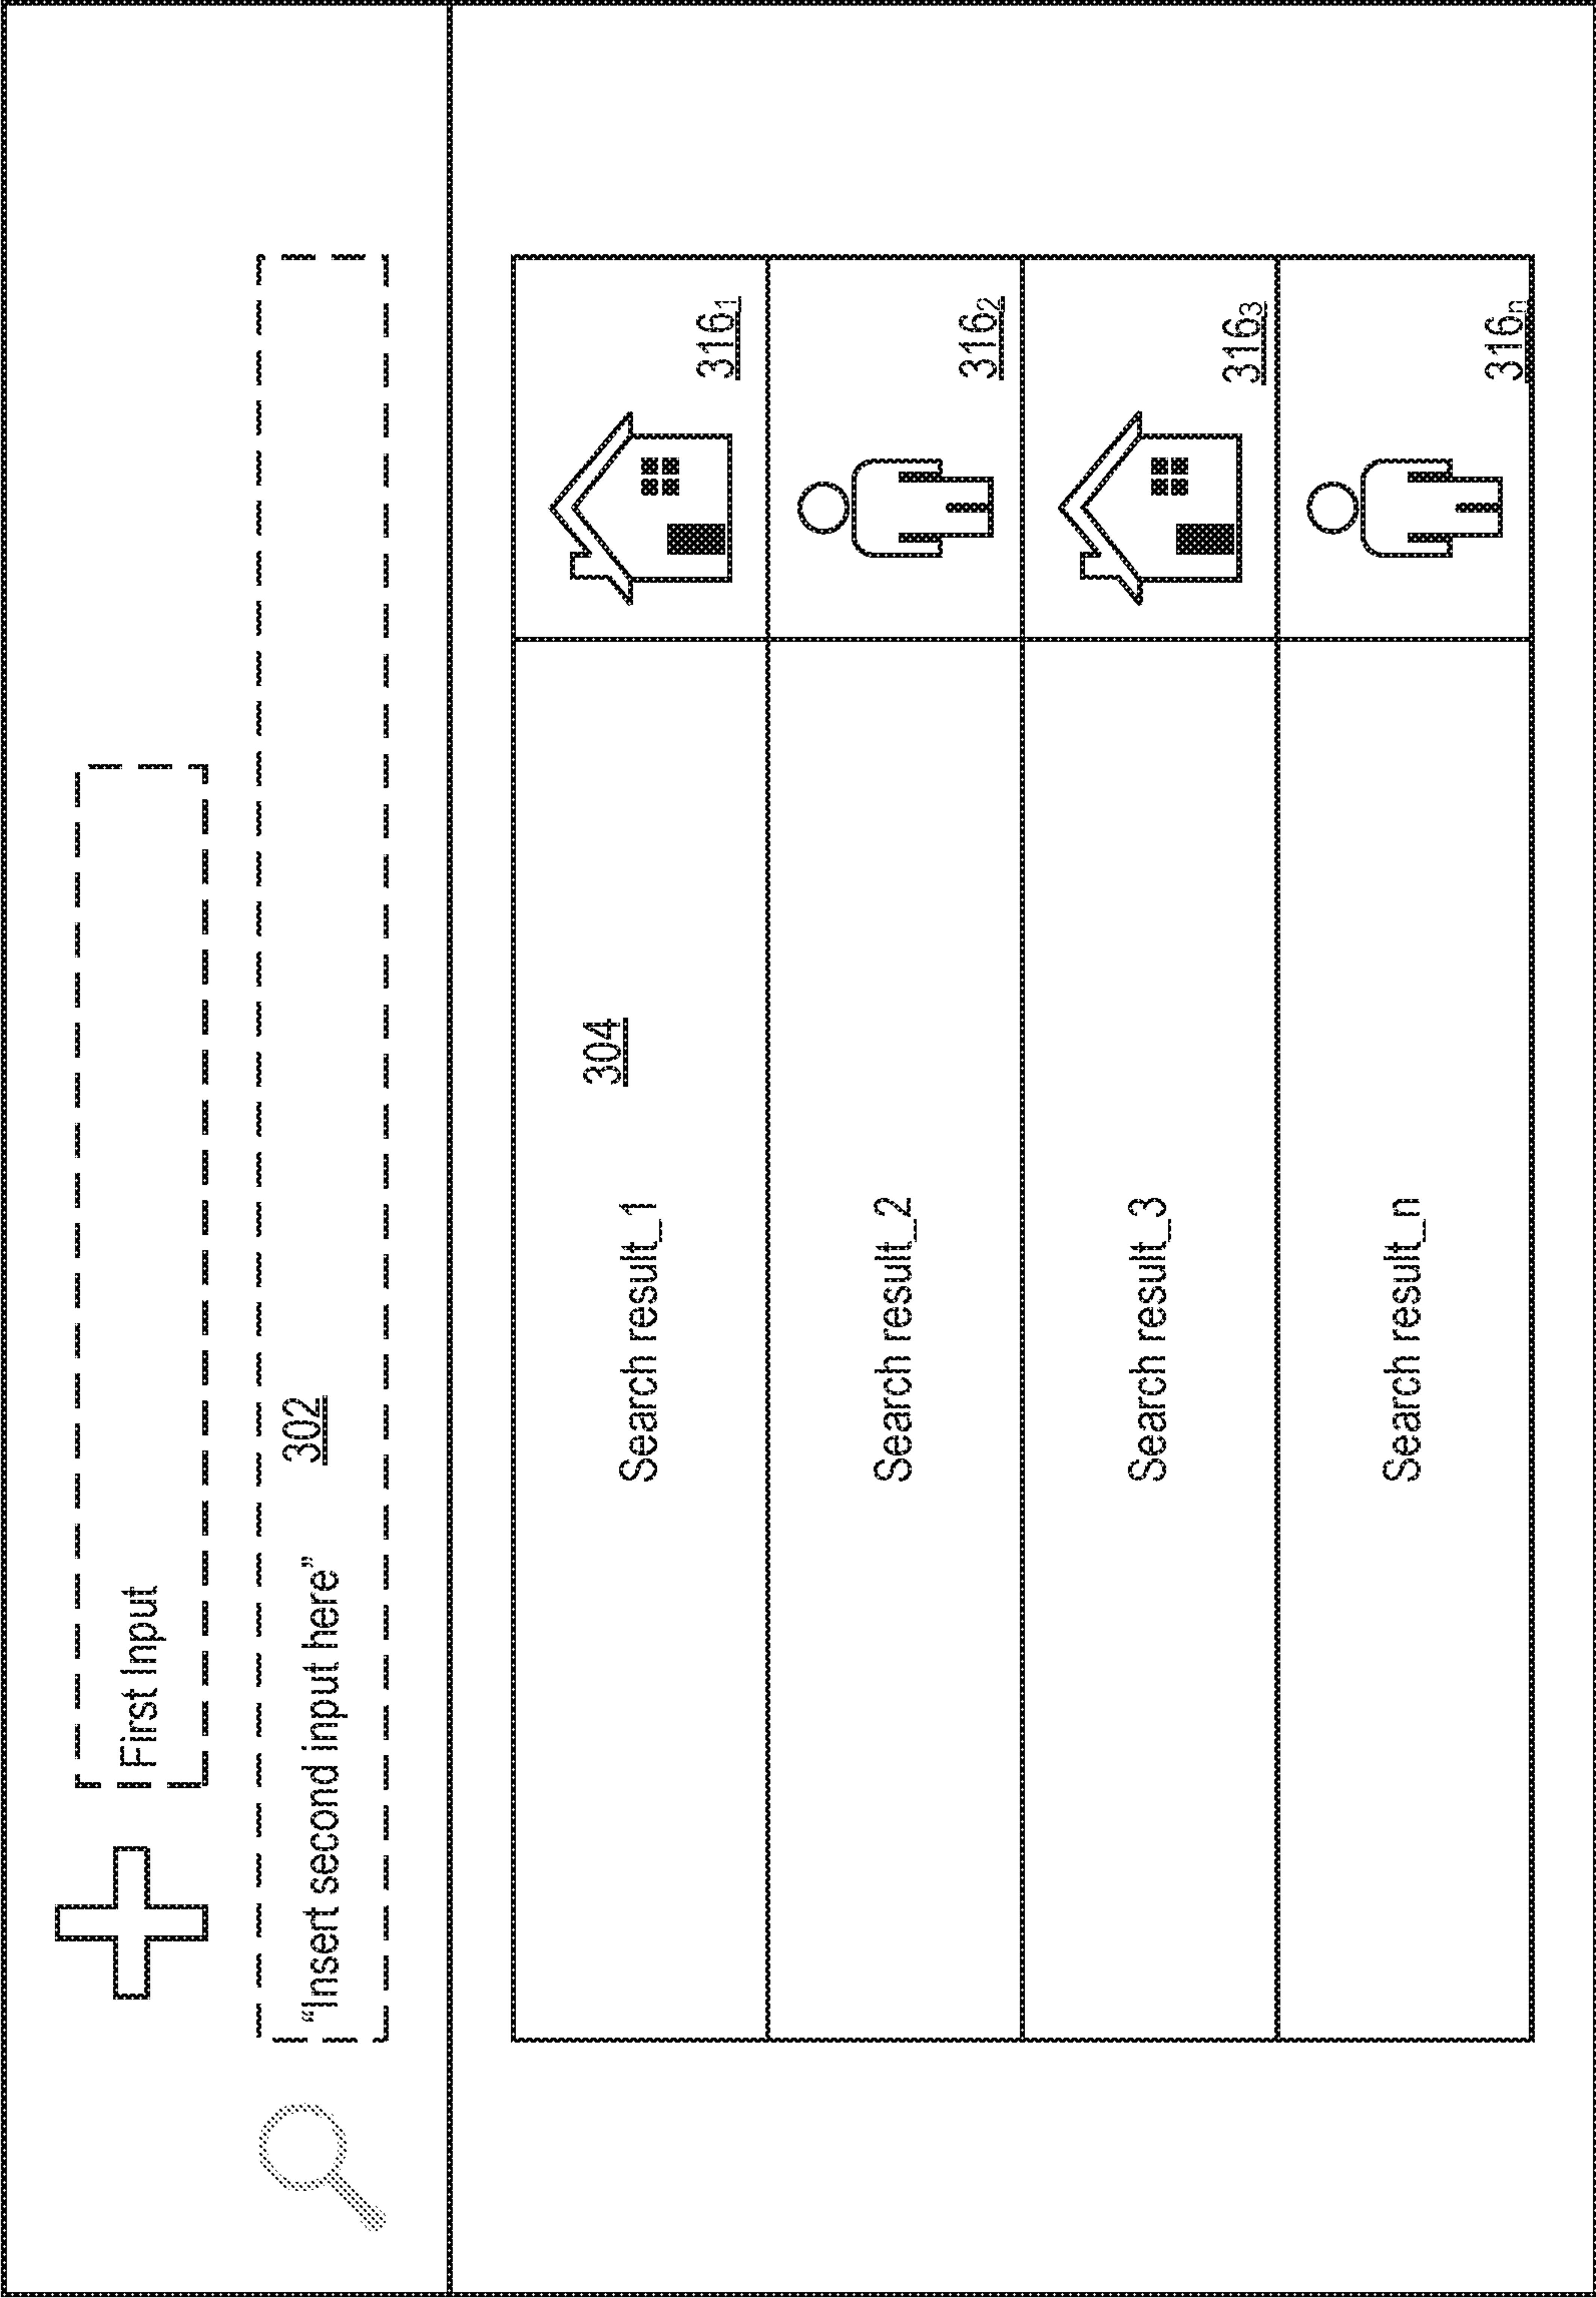 First Input
“Insert second input here” 302
304
Search result_1 316₁
Search result_2 316₂
Search result_3 316₃
Search result_n 316ₙ